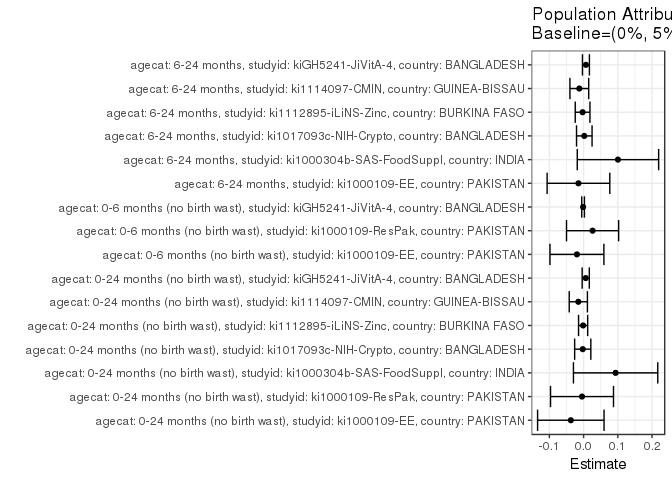 Population Attribu
Baseline=(0%, 5%
agecat: 6-24 months, studyid: kiGH5241-JiVitA-4, country: BANGLADESH
agecat: 6-24 months, studyid: ki1114097-CMIN, country: GUINEA-BISSAU
agecat: 6-24 months, studyid: ki1112895-iLiNS-Zinc, country: BURKINA FASO
agecat: 6-24 months, studyid: ki1017093c-NIH-Crypto, country: BANGLADESH
agecat: 6-24 months, studyid: ki1000304b-SAS-FoodSuppl, country: INDIA
agecat: 6-24 months, studyid: ki1000109-EE, country: PAKISTAN
agecat: 0-6 months (no birth wast), studyid: kiGH5241-JiVitA-4, country: BANGLADESH
agecat: 0-6 months (no birth wast), studyid: ki1000109-ResPak, country: PAKISTAN
agecat: 0-6 months (no birth wast), studyid: ki1000109-EE, country: PAKISTAN
agecat: 0-24 months (no birth wast), studyid: kiGH5241-JiVitA-4, country: BANGLADESH
agecat: 0-24 months (no birth wast), studyid: ki1114097-CMIN, country: GUINEA-BISSAU
agecat: 0-24 months (no birth wast), studyid: ki1112895-iLiNS-Zinc, country: BURKINA FASO
agecat: 0-24 months (no birth wast), studyid: ki1017093c-NIH-Crypto, country: BANGLADESH
agecat: 0-24 months (no birth wast), studyid: ki1000304b-SAS-FoodSuppl, country: INDIA
agecat: 0-24 months (no birth wast), studyid: ki1000109-ResPak, country: PAKISTAN
agecat: 0-24 months (no birth wast), studyid: ki1000109-EE, country: PAKISTAN
-0.1 0.0 0.1 0.2
Estimate